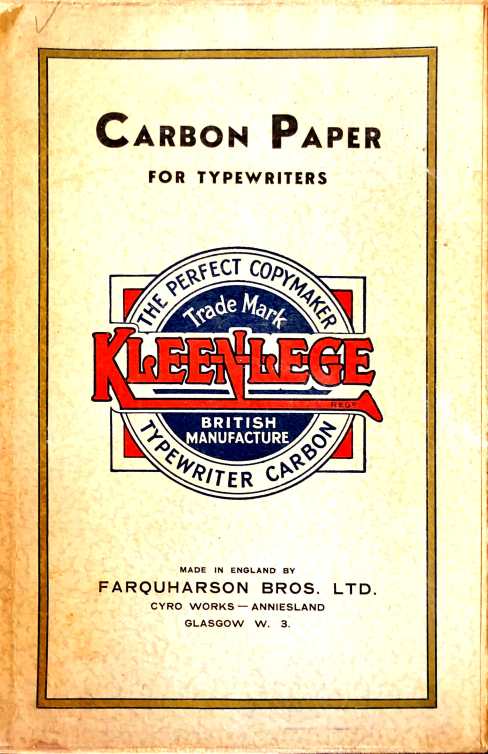 CARBON PAPER
FOR TYPEWRITERS
THE PERFECT COPYMAKER
Trade Mark
KLEEN-LEGE
REGD
BRITISH
MANUFACTURE
TYPEWRITER CARBON
MADE IN ENGLAND BY
FARQUHARSON BROS. LTD.
CYRO WORKS — ANNIESLAND
GLASGOW W. 3.